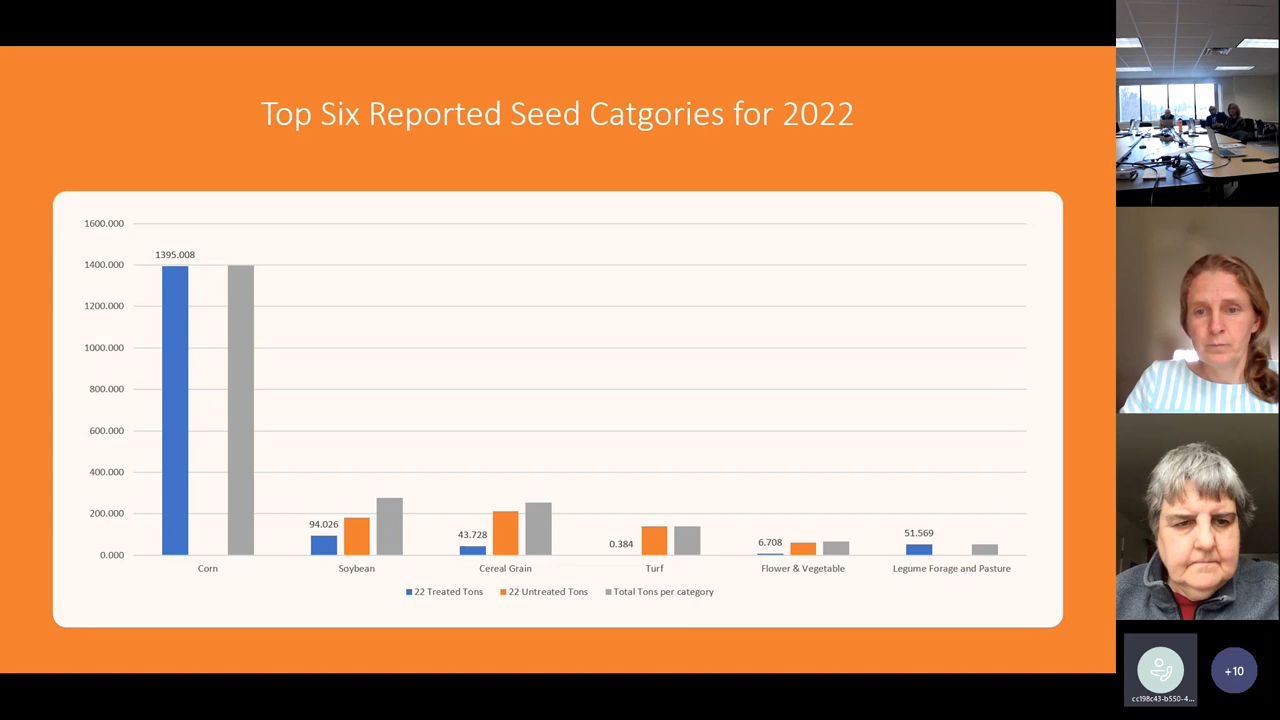 Top Six Reported Seed Catgories for 2022
1600.000
1400.000
1200.000
1000.000
800.000
600.000
400.000
200.000
0.000
1395.008
94.026
43.728
0.384
6.708
51.569
Corn
Soybean
Cereal Grain
Turf
Flower & Vegetable
Legume Forage and Pasture
22 Treated Tons
22 Untreated Tons
Total Tons per category
cc198c43-b550-4...
+10